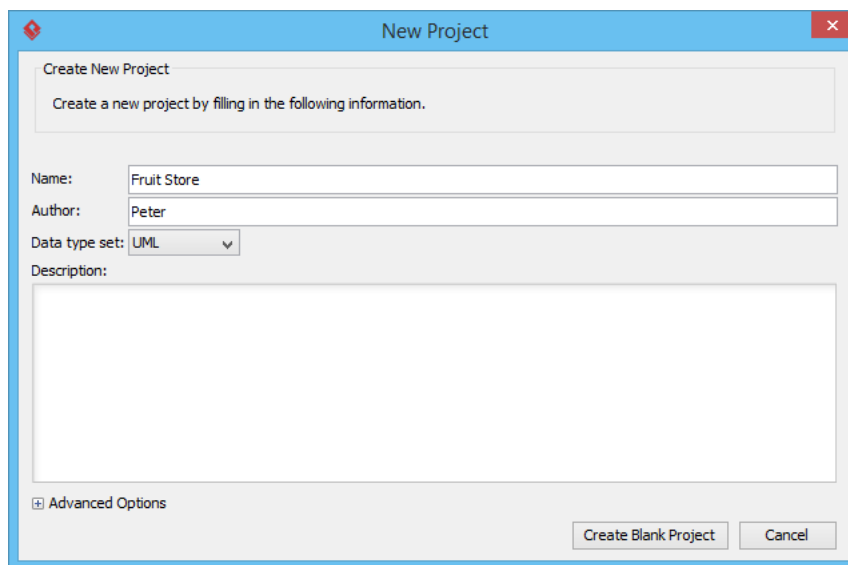 New Project
Create New Project
Create a new project by filling in the following information.
Name: Fruit Store
Author: Peter
Data type set: UML
Description:
Advanced Options
Create Blank Project Cancel